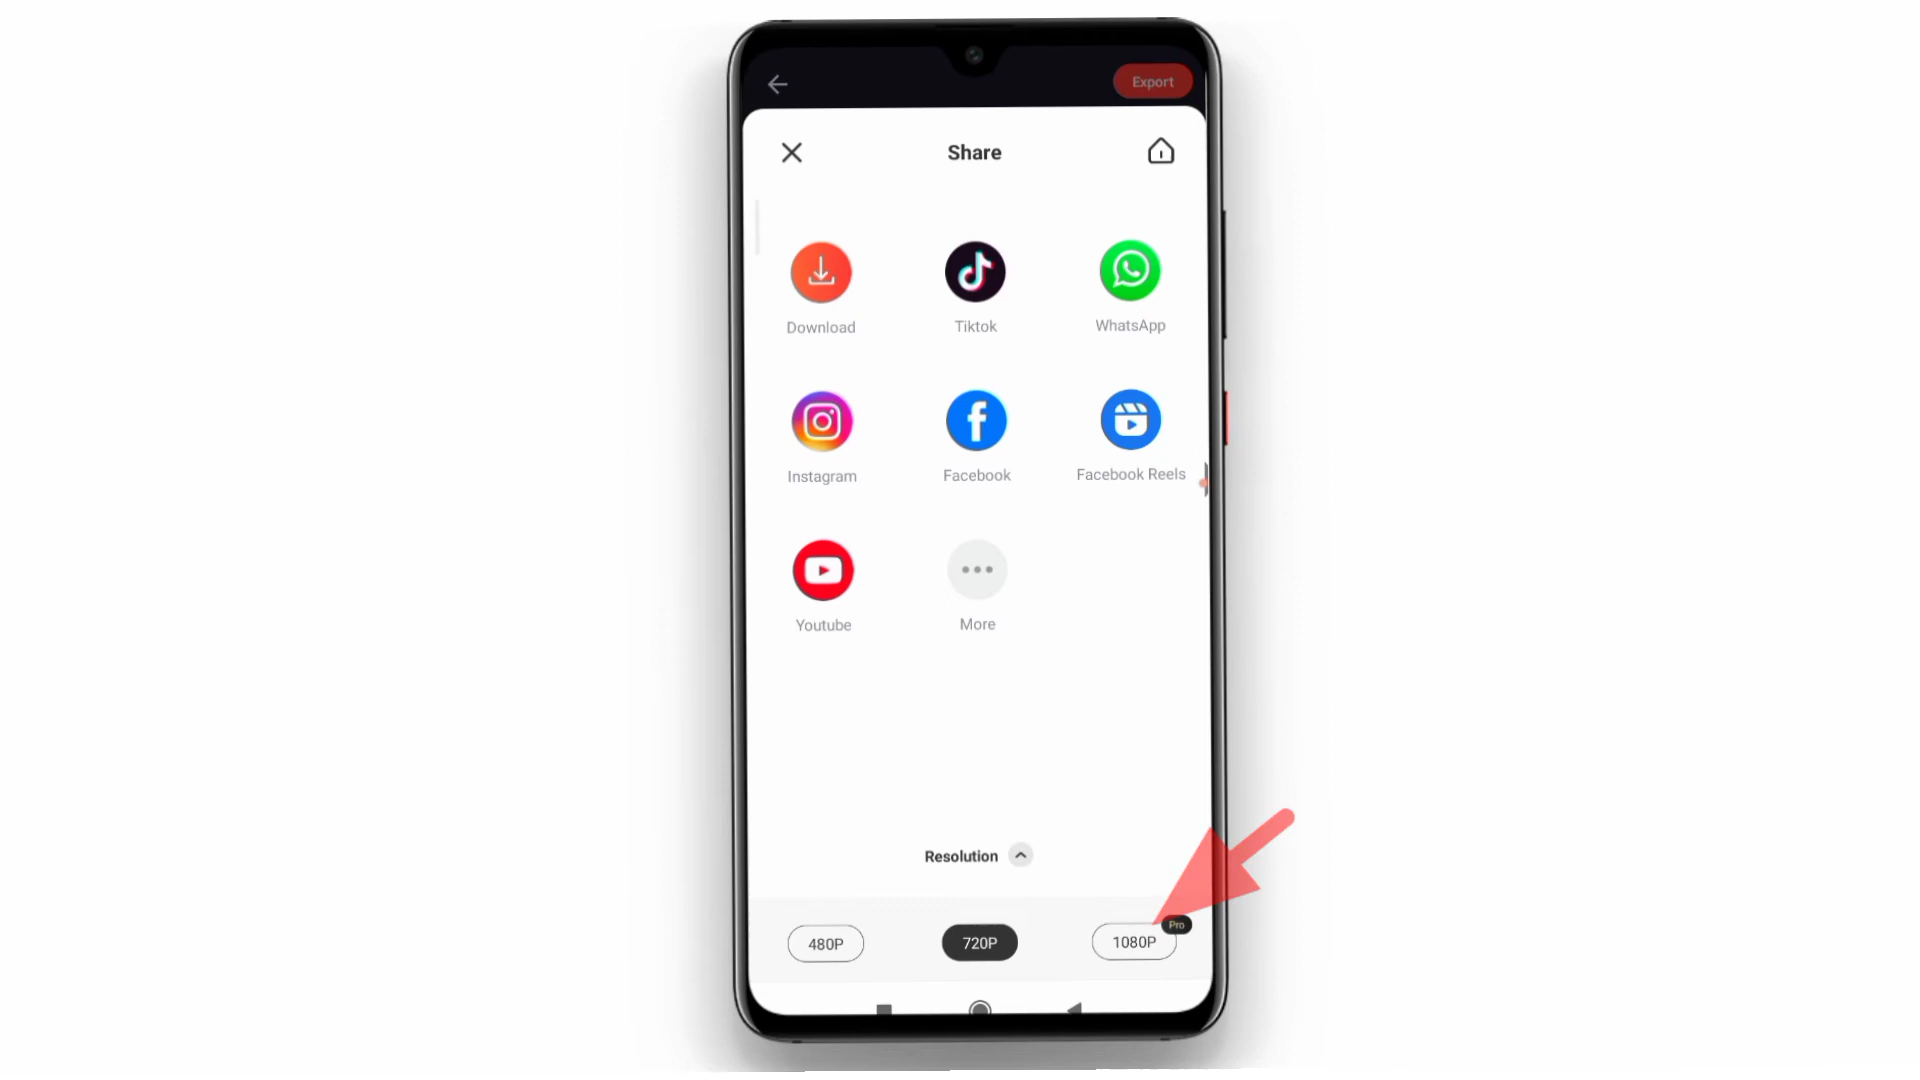 Export
Share
Download
Tiktok
WhatsApp
Instagram
Facebook
Facebook Reels
Youtube
More
Resolution
480P
720P
1080P
Pro